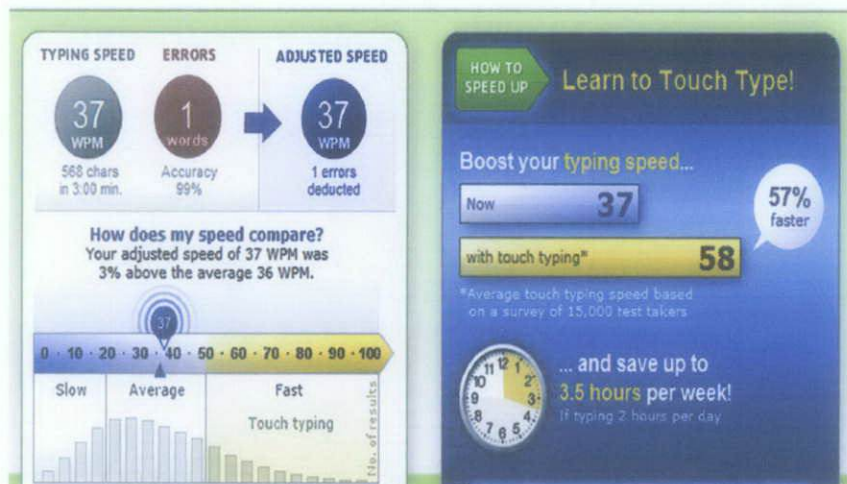 TYPING SPEED
ERRORS
ADJUSTED SPEED
37
WPM
1
words
37
WPM
568 chars
in 3:00 min.
Accuracy
99%
1 errors
deducted
How does my speed compare?
Your adjusted speed of 37 WPM was
3% above the average 36 WPM.
37
0 · 10 · 20 · 30 · 40 · 50 · 60 · 70 · 80 · 90 · 100
Slow
Average
Fast
Touch typing
No. of results
HOW TO
SPEED UP
Learn to Touch Type!
Boost your typing speed...
Now
37
57%
faster
with touch typing*
58
*Average touch typing speed based
on a survey of 15,000 test takers
12
1
2
3
4
5
6
7
8
9
10
11
... and save up to
3.5 hours per week!
If typing 2 hours per day